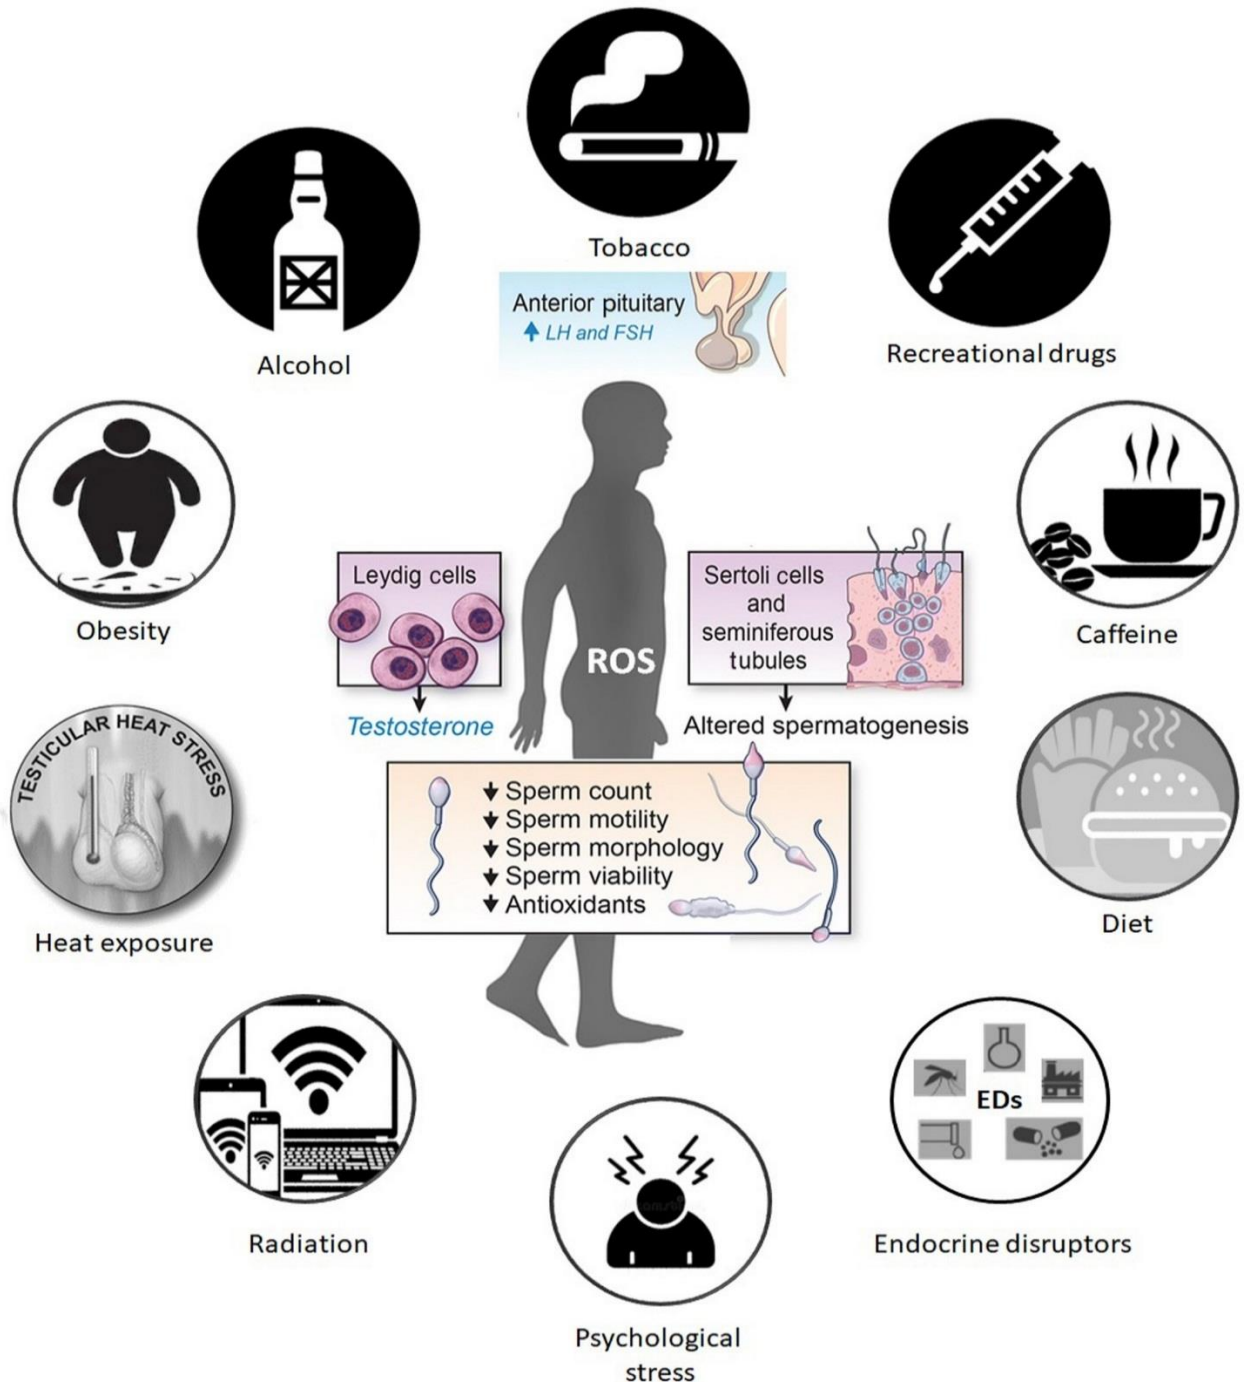 Tobacco
Alcohol
Recreational drugs
Anterior pituitary
LH and FSH
Obesity
Caffeine
Leydig cells
Testosterone
ROS
Sertoli cells
and
seminiferous
tubules
Altered spermatogenesis
TESTICULAR HEAT STRESS
Heat exposure
Sperm count
Sperm motility
Sperm morphology
Sperm viability
Antioxidants
Diet
Radiation
EDs
Endocrine disruptors
Psychological
stress